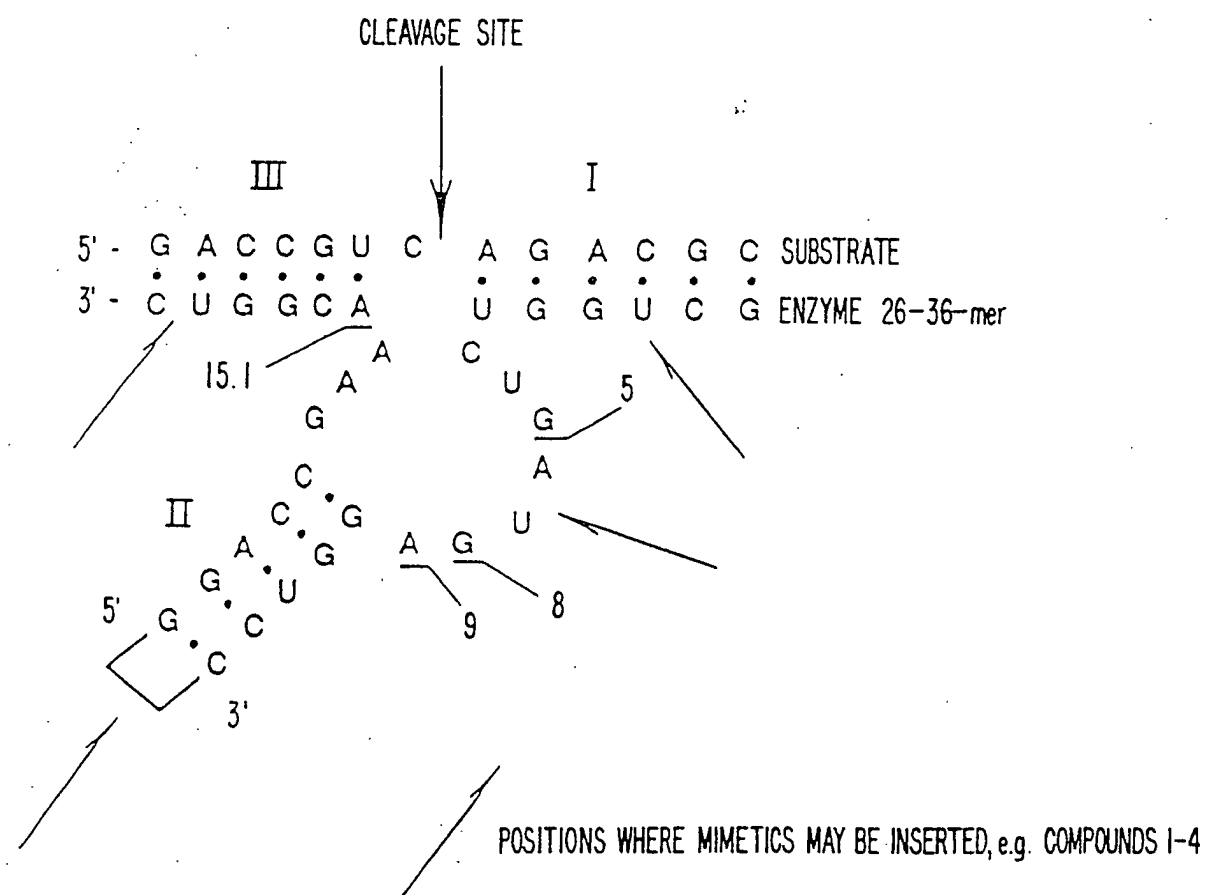 CLEAVAGE SITE
III I
5' - G A C C G U C A G A C G C SUBSTRATE
3' - C U G G C A U G G U C G ENZYME 26-36-mer
15.1
A C
A U
G G 5
C A
II C G U
A G A G
G U 9 8
5' G C
C
3'
POSITIONS WHERE MIMETICS MAY BE INSERTED, e.g. COMPOUNDS 1-4